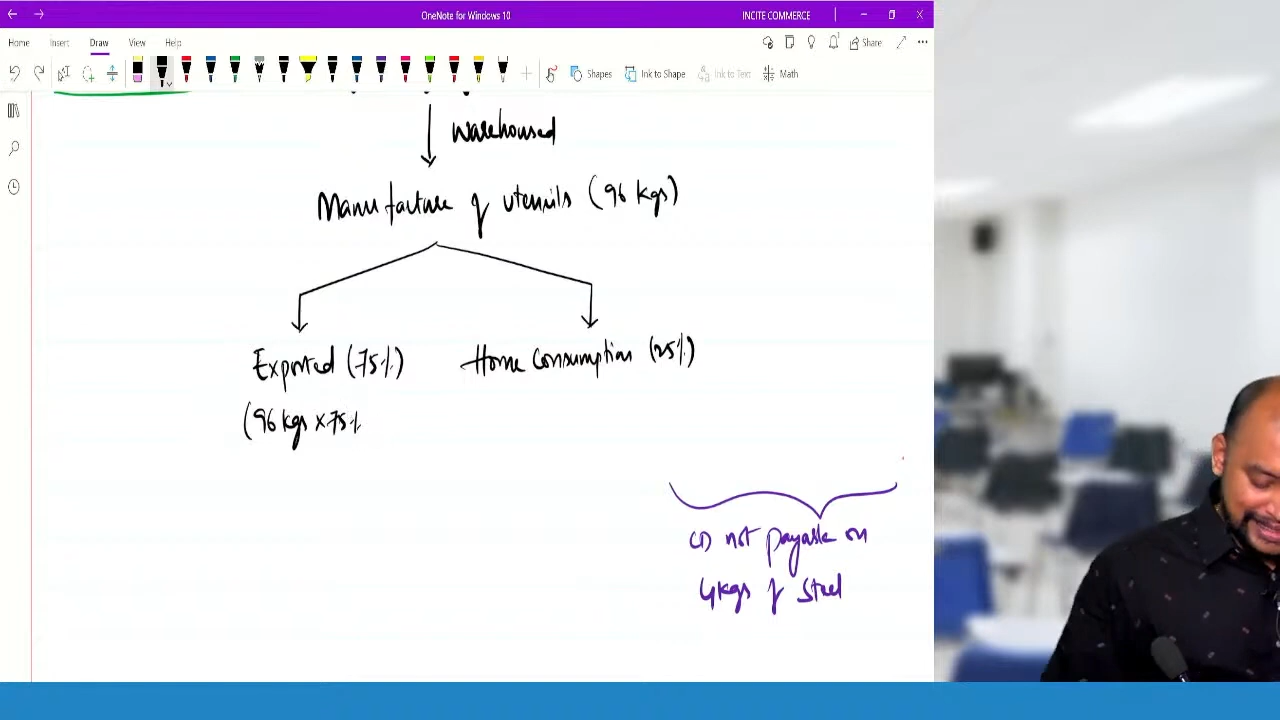 OneNote for Windows 10
INCITE COMMERCE
Home Insert Draw View Help
Share
Shapes Ink to Shape Ink to Text Math
warehoused
Manufacture of utensils (96 kgs)
Exported (75%) Home Consumption (25%)
(96 kgs x 75%
CD not payable on
4kgs of Steel